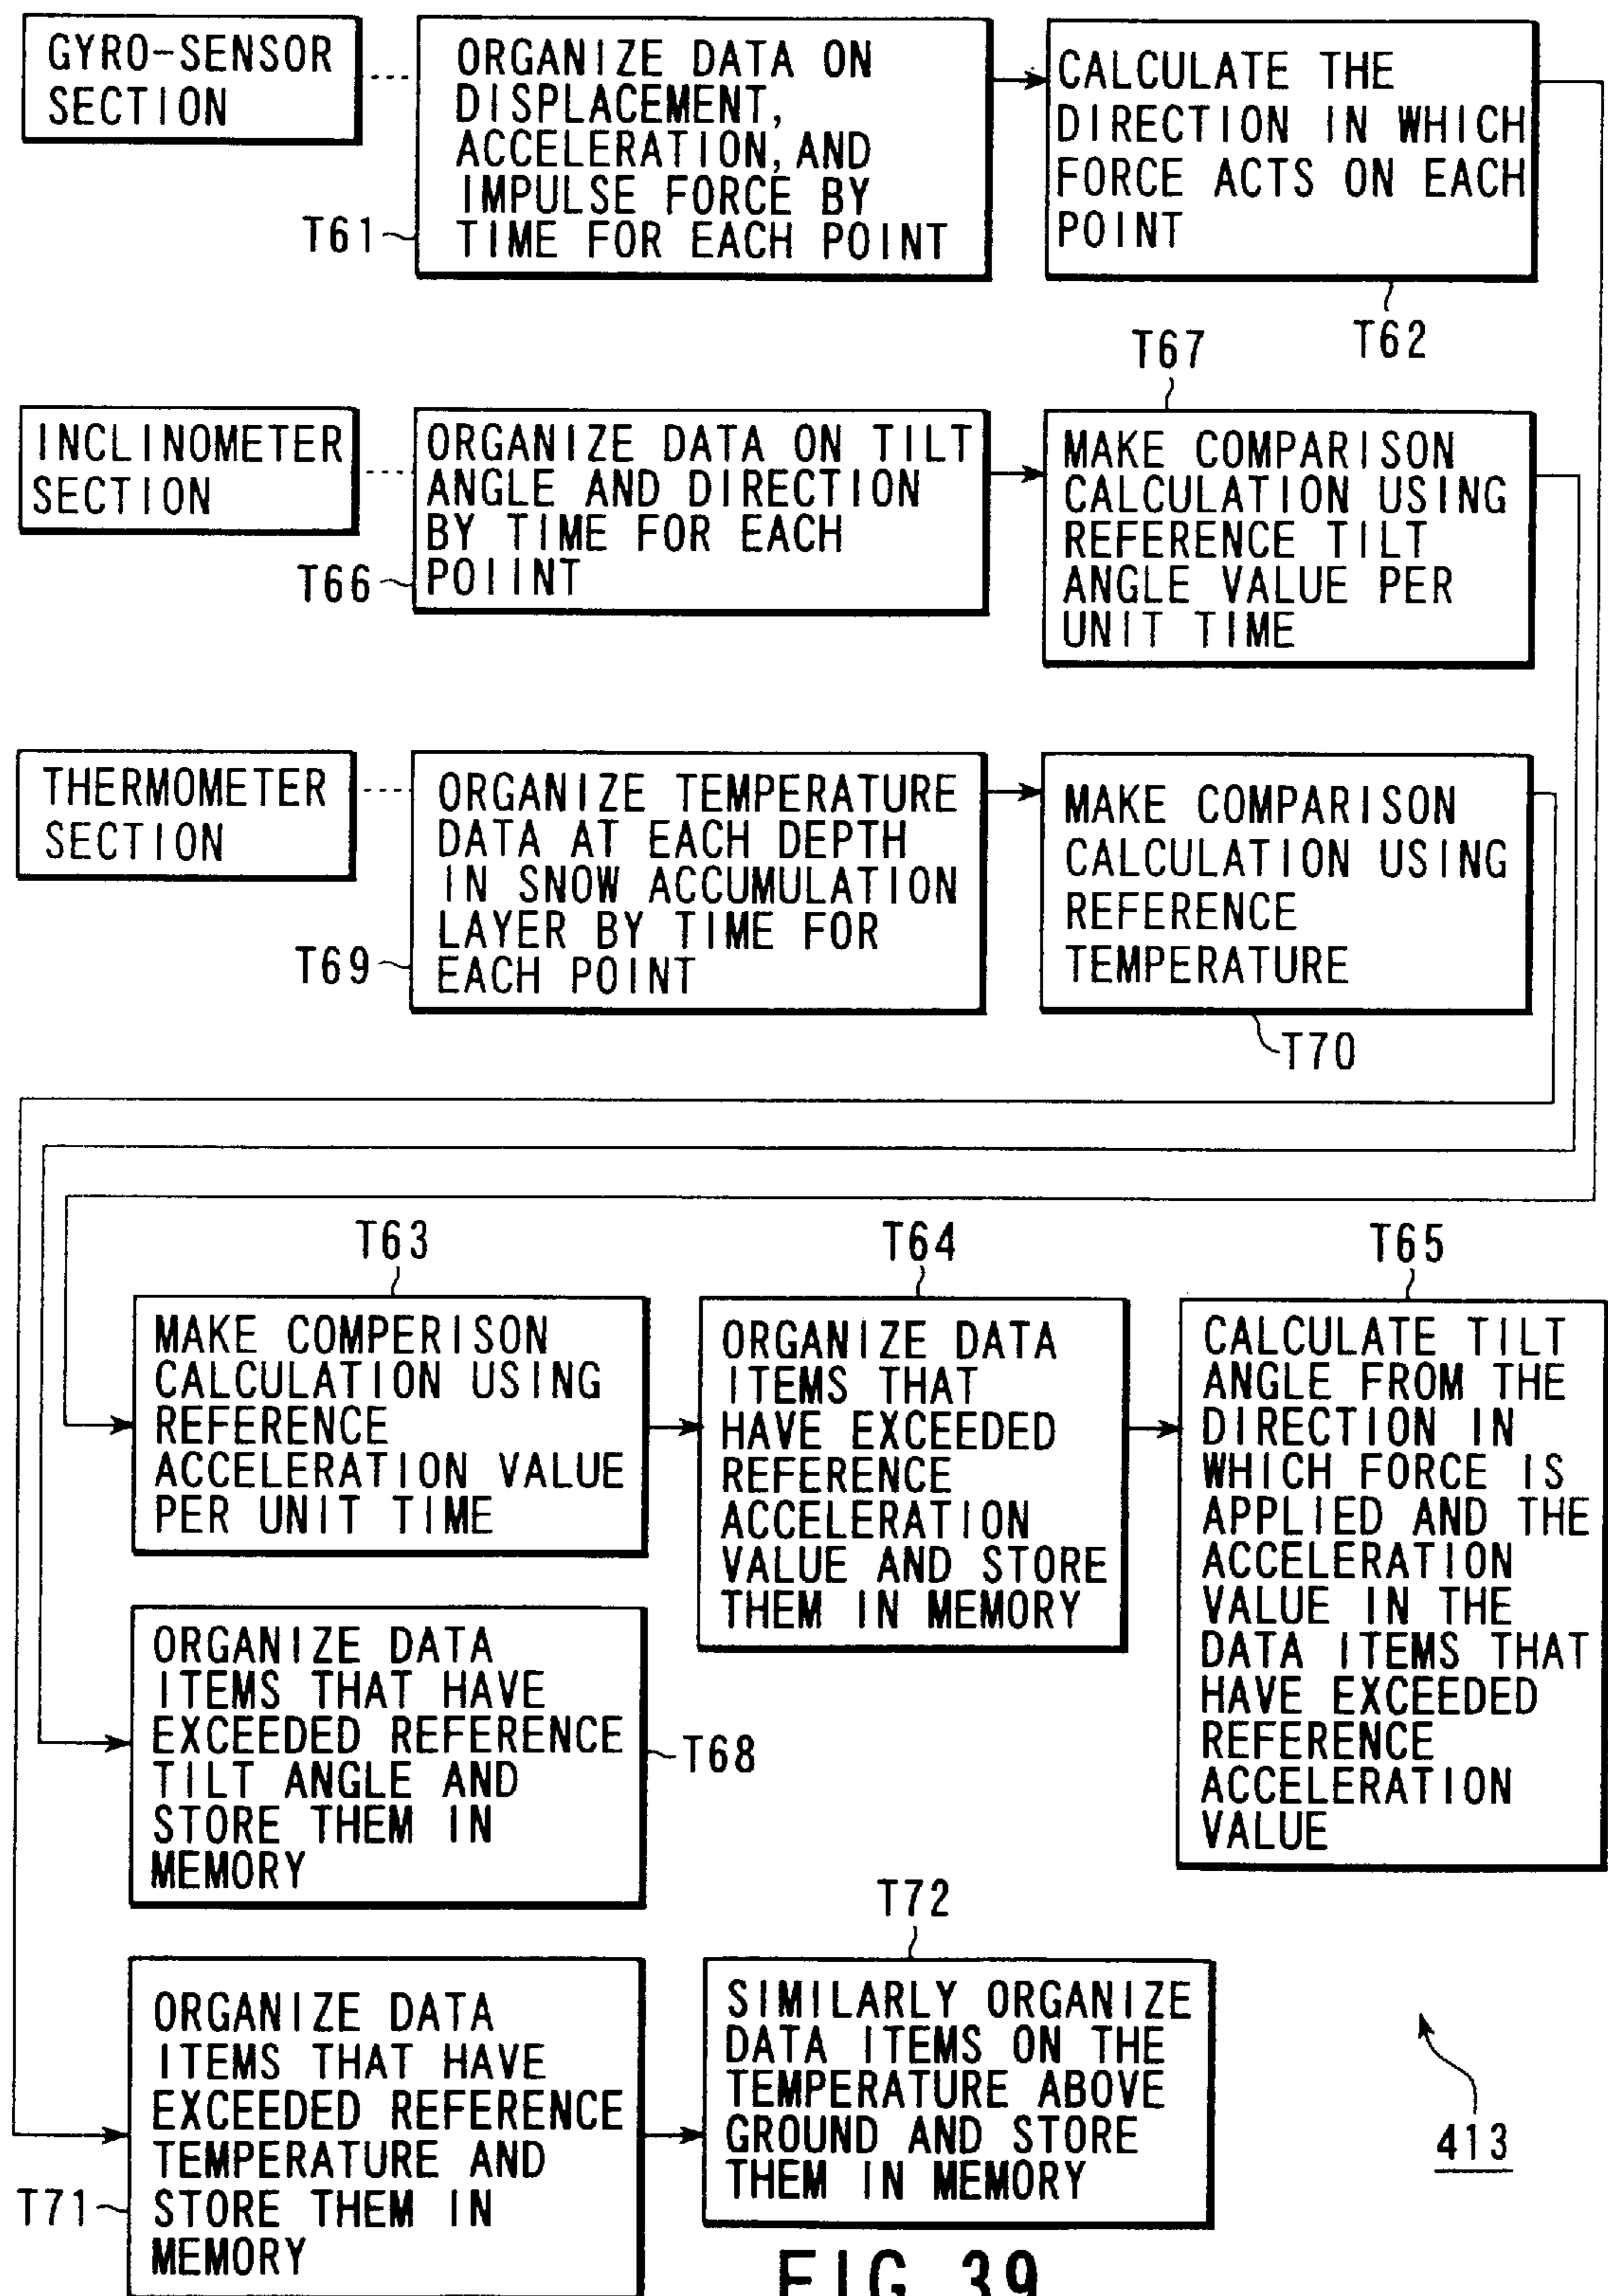 GYRO-SENSOR
SECTION
ORGANIZE DATA ON
DISPLACEMENT,
ACCELERATION, AND
IMPULSE FORCE BY
TIME FOR EACH POINT
T61
CALCULATE THE
DIRECTION IN WHICH
FORCE ACTS ON EACH
POINT
T62
INCLINOMETER
SECTION
ORGANIZE DATA ON TILT
ANGLE AND DIRECTION
BY TIME FOR EACH
POIINT
T66
T67
MAKE COMPARISON
CALCULATION USING
REFERENCE TILT
ANGLE VALUE PER
UNIT TIME
THERMOMETER
SECTION
ORGANIZE TEMPERATURE
DATA AT EACH DEPTH
IN SNOW ACCUMULATION
LAYER BY TIME FOR
EACH POINT
T69
MAKE COMPARISON
CALCULATION USING
REFERENCE
TEMPERATURE
T70
T63
MAKE COMPERISON
CALCULATION USING
REFERENCE
ACCELERATION VALUE
PER UNIT TIME
T64
ORGANIZE DATA
ITEMS THAT
HAVE EXCEEDED
REFERENCE
ACCELERATION
VALUE AND STORE
THEM IN MEMORY
T65
CALCULATE TILT
ANGLE FROM THE
DIRECTION IN
WHICH FORCE IS
APPLIED AND THE
ACCELERATION
VALUE IN THE
DATA ITEMS THAT
HAVE EXCEEDED
REFERENCE
ACCELERATION
VALUE
ORGANIZE DATA
ITEMS THAT HAVE
EXCEEDED REFERENCE
TILT ANGLE AND
STORE THEM IN
MEMORY
T68
ORGANIZE DATA
ITEMS THAT HAVE
EXCEEDED REFERENCE
TEMPERATURE AND
STORE THEM IN
MEMORY
T71
T72
SIMILARLY ORGANIZE
DATA ITEMS ON THE
TEMPERATURE ABOVE
GROUND AND STORE
THEM IN MEMORY
413
FIG. 39